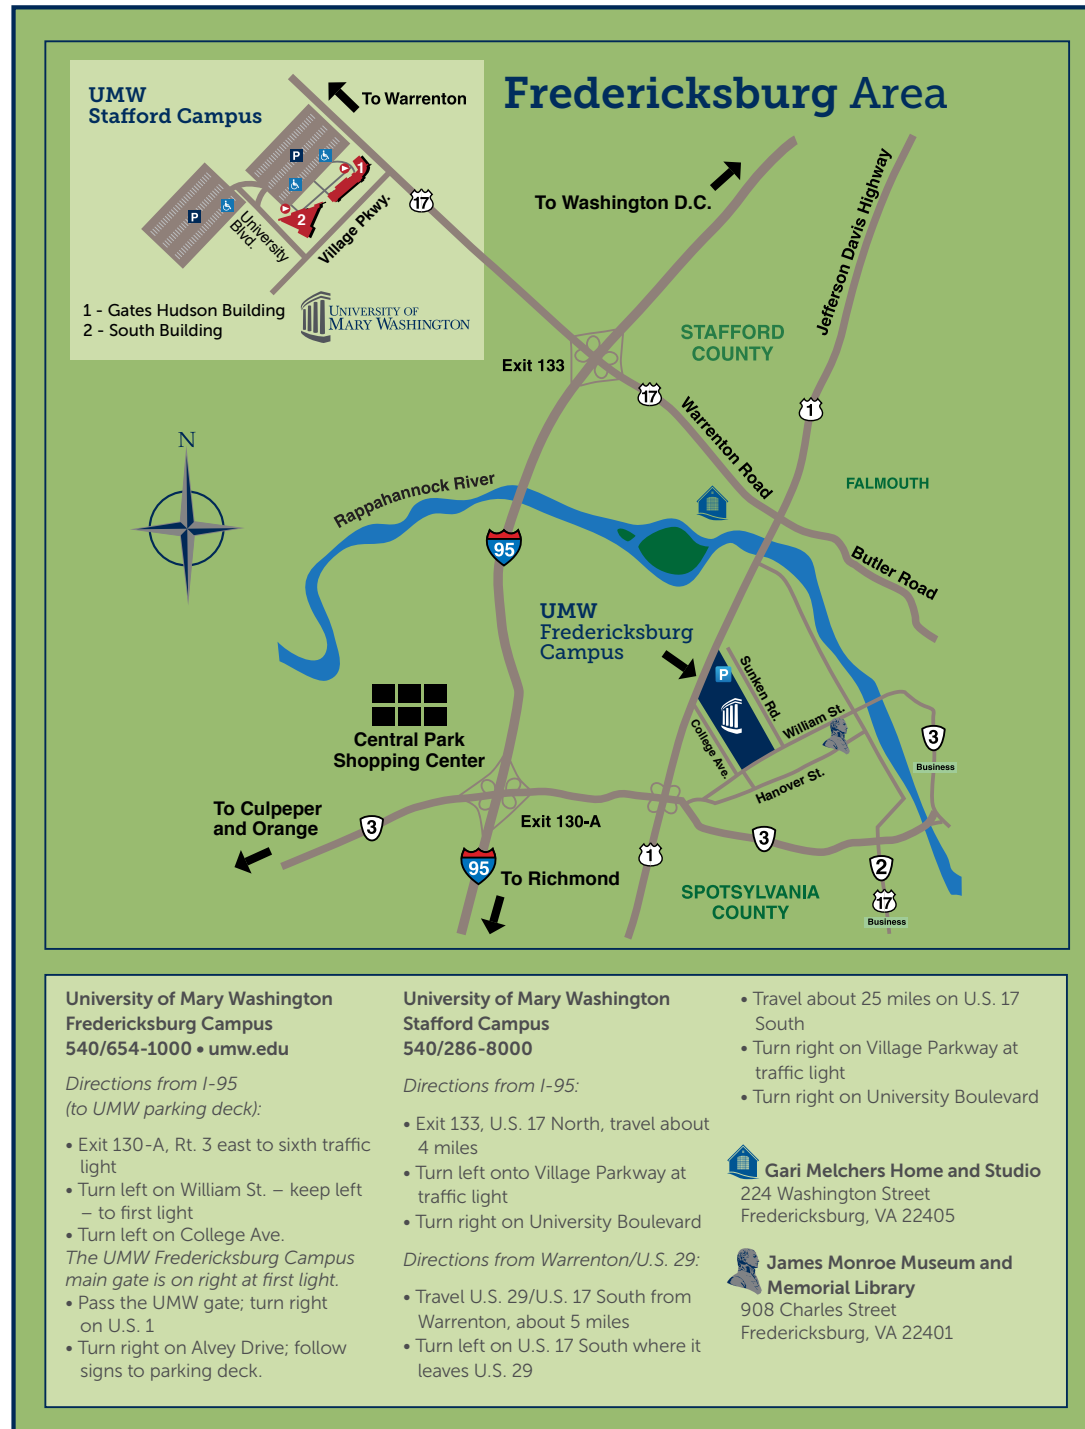 Fredericksburg Area
UMW
Stafford Campus
To Warrenton
17
P
P
1
2
University
Blvd.
Village Pkwy.
1 - Gates Hudson Building
2 - South Building
UNIVERSITY OF
MARY WASHINGTON
To Washington D.C.
Jefferson Davis Highway
STAFFORD
COUNTY
Exit 133
17
1
Warrenton Road
FALMOUTH
N
Rappahannock River
95
Butler Road
UMW
Fredericksburg
Campus
P
Sunken Rd.
College Ave.
William St.
Hanover St.
3
Business
Central Park
Shopping Center
To Culpeper
and Orange
3
Exit 130-A
3
95
To Richmond
1
SPOTSYLVANIA
COUNTY
2
17
Business
University of Mary Washington
Fredericksburg Campus
540/654-1000 • umw.edu
Directions from I-95
(to UMW parking deck):
• Exit 130-A, Rt. 3 east to sixth traffic
light
• Turn left on William St. – keep left
– to first light
• Turn left on College Ave.
The UMW Fredericksburg Campus
main gate is on right at first light.
• Pass the UMW gate; turn right
on U.S. 1
• Turn right on Alvey Drive; follow
signs to parking deck.
University of Mary Washington
Stafford Campus
540/286-8000
Directions from I-95:
• Exit 133, U.S. 17 North, travel about
4 miles
• Turn left onto Village Parkway at
traffic light
• Turn right on University Boulevard
Directions from Warrenton/U.S. 29:
• Travel U.S. 29/U.S. 17 South from
Warrenton, about 5 miles
• Turn left on U.S. 17 South where it
leaves U.S. 29
• Travel about 25 miles on U.S. 17
South
• Turn right on Village Parkway at
traffic light
• Turn right on University Boulevard
Gari Melchers Home and Studio
224 Washington Street
Fredericksburg, VA 22405
James Monroe Museum and
Memorial Library
908 Charles Street
Fredericksburg, VA 22401